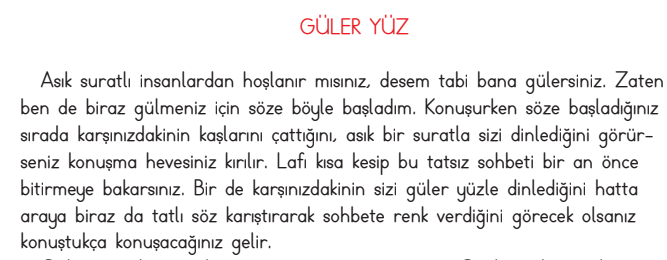 GÜLER YÜZ
Asık suratlı insanlardan hoşlanır mısınız, desem tabi bana gülersiniz. Zaten
ben de biraz gülmeniz için söze böyle başladım. Konuşurken söze başladığınız
sırada karşınızdakinin kaşlarını çattığını, asık bir suratla sizi dinlediğini görür-
seniz konuşma hevesiniz kırılır. Lafı kısa kesip bu tatsız sohbeti bir an önce
bitirmeye bakarsınız. Bir de karşınızdakinin sizi güler yüzle dinlediğini hatta
araya biraz da tatlı söz karıştırarak sohbete renk verdiğini görecek olsanız
konuştukça konuşacağınız gelir.